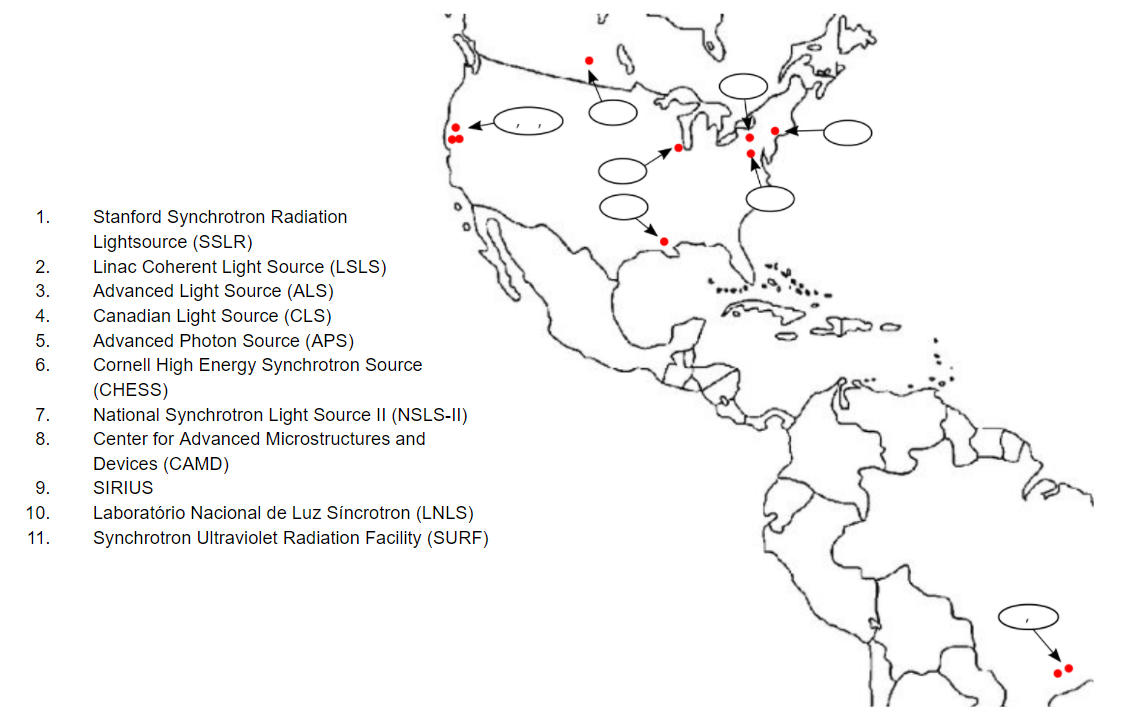 1. Stanford Synchrotron Radiation
Lightsource (SSLR)
2. Linac Coherent Light Source (LSLS)
3. Advanced Light Source (ALS)
4. Canadian Light Source (CLS)
5. Advanced Photon Source (APS)
6. Cornell High Energy Synchrotron Source
(CHESS)
7. National Synchrotron Light Source II (NSLS-II)
8. Center for Advanced Microstructures and
Devices (CAMD)
9. SIRIUS
10. Laboratório Nacional de Luz Síncrotron (LNLS)
11. Synchrotron Ultraviolet Radiation Facility (SURF)
, ,
,